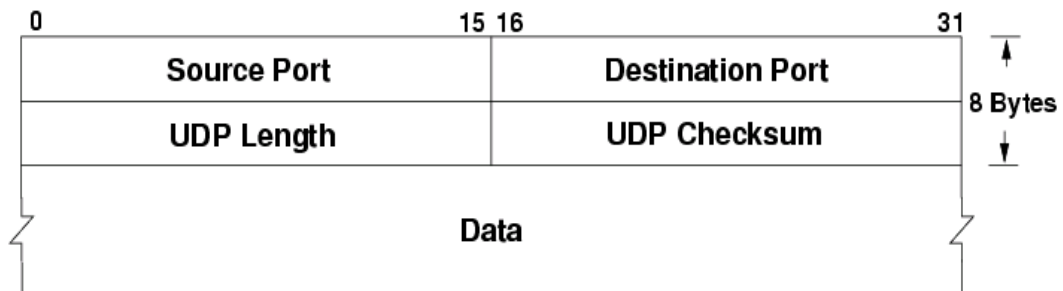 0 15 16 31
Source Port Destination Port
8 Bytes
UDP Length UDP Checksum
Data